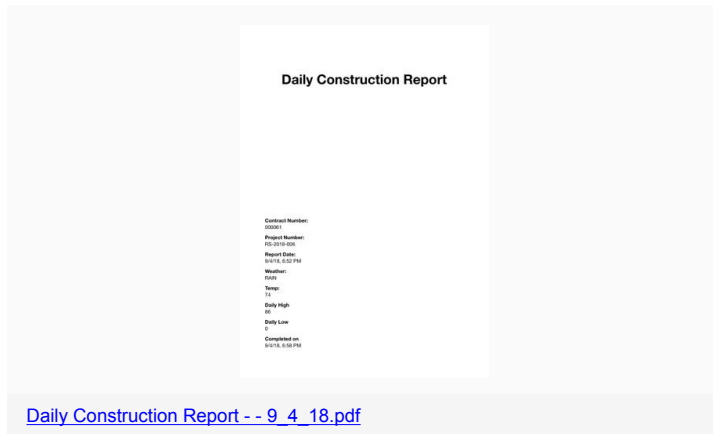 Daily Construction Report
Contract Number:
000061
Project Number:
RS-2018-006
Report Date:
9/4/18, 6:52 PM
Weather:
RAIN
Temp:
74
Daily High
86
Daily Low
0
Completed on
9/4/18, 6:58 PM
Daily Construction Report - - 9_4_18.pdf